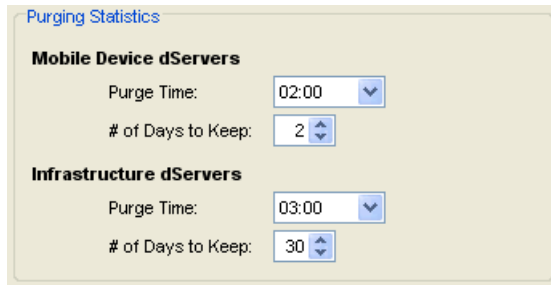 Purging Statistics
Mobile Device dServers
Purge Time: 02:00
# of Days to Keep: 2
Infrastructure dServers
Purge Time: 03:00
# of Days to Keep: 30